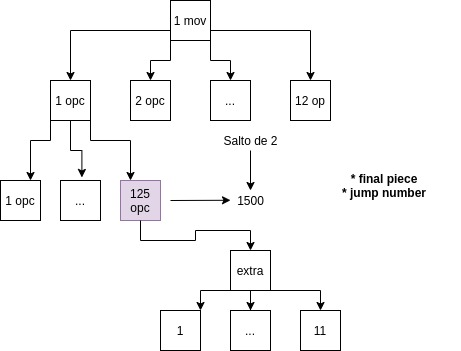 1 mov
1 opc
2 opc
...
12 op
Salto de 2
1 opc
...
125
opc
1500
* final piece
* jump number
extra
1
...
11